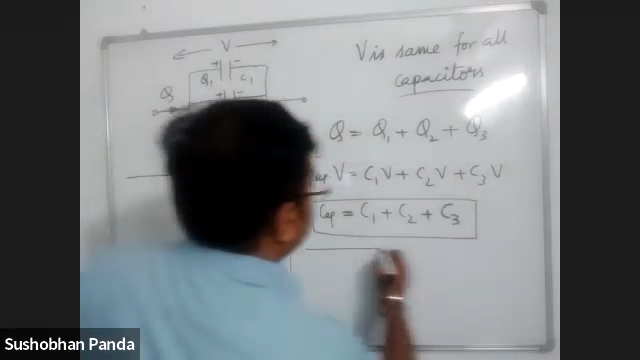 V
V is same for all
capacitors
+ -
Q₁ C₁
+ -
Q
Q = Q₁ + Q₂ + Q₃
V = C₁V + C₂V + C₃V
Ceq = C₁ + C₂ + C₃
Sushobhan Panda